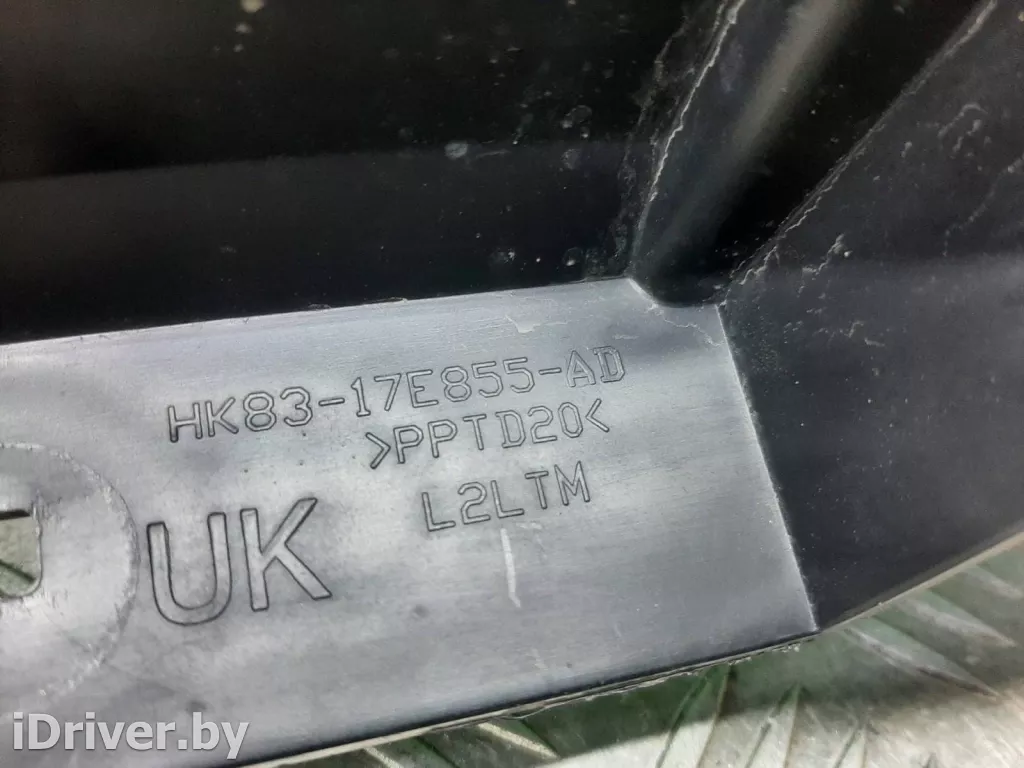 HK83-17E855-AD
>PPTD20<
L2LTM
UK
iDriver.by